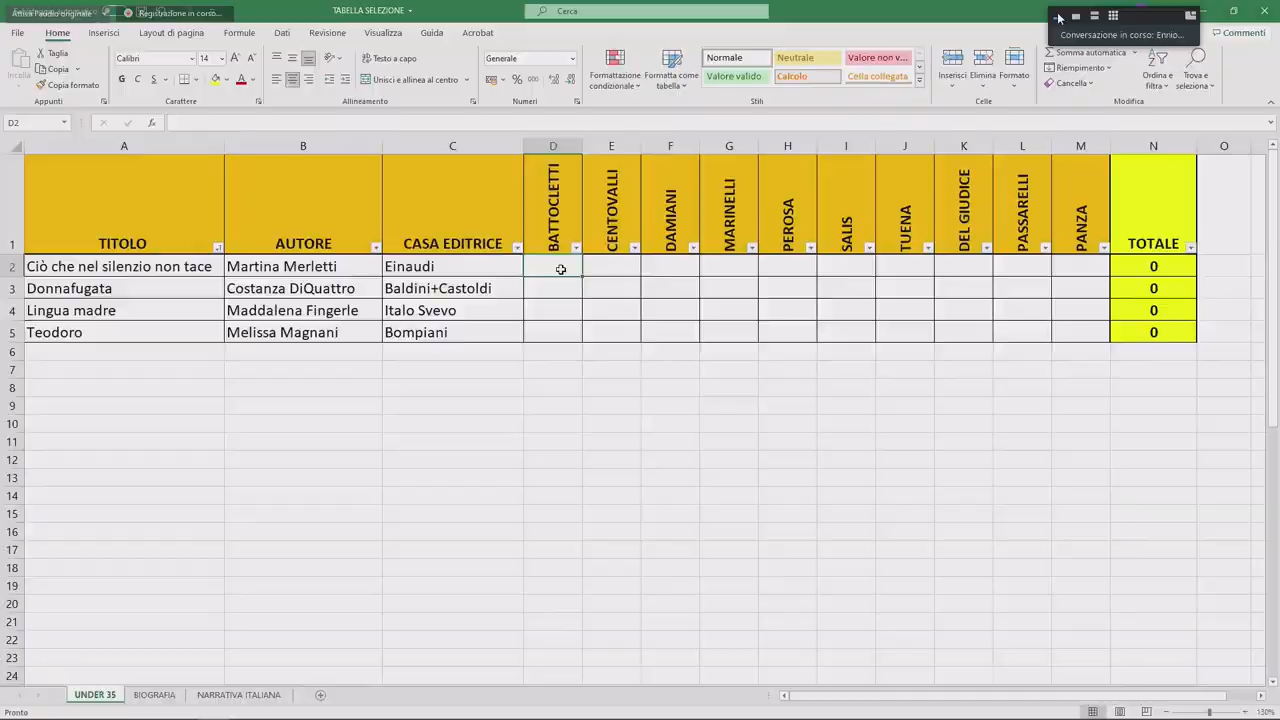 Attiva l'audio originale
Registrazione in corso...
TABELLA SELEZIONE
Cerca
Conversazione in corso: Ennio...
File Home Inserisci Layout di pagina Formule Dati Revisione Visualizza Guida Acrobat Commenti
Taglia
Copia
Copia formato
Appunti
Calibri 14
G C S
Carattere
Testo a capo
Unisci e allinea al centro
Allineamento
Generale
Numeri
Formattazione condizionale
Formatta come tabella
Normale Neutrale Valore non v...
Valore valido Calcolo Cella collegata
Stili
Inserisci Elimina Formato
Celle
Somma automatica
Riempimento
Cancella
Ordina e filtra
Trova e seleziona
Modifica
D2
A B C D E F G H I J K L M N O
1 TITOLO AUTORE CASA EDITRICE BATTOCLETTI CENTOVALLI DAMIANI MARINELLI PEROSA SALIS TUENA DEL GIUDICE PASSARELLI PANZA TOTALE
2 Ciò che nel silenzio non tace Martina Merletti Einaudi 0
3 Donnafugata Costanza DiQuattro Baldini+Castoldi 0
4 Lingua madre Maddalena Fingerle Italo Svevo 0
5 Teodoro Melissa Magnani Bompiani 0
6
7
8
9
10
11
12
13
14
15
16
17
18
19
20
21
22
23
24
UNDER 35 BIOGRAFIA NARRATIVA ITALIANA
Pronto
130%